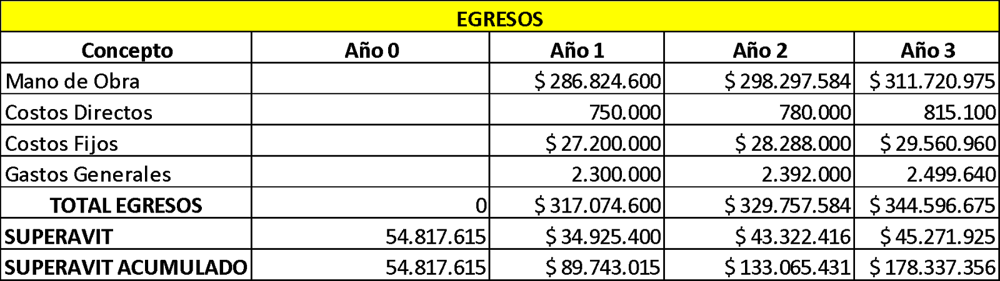 EGRESOS
Concepto Año 0 Año 1 Año 2 Año 3
Mano de Obra $ 286.824.600 $ 298.297.584 $ 311.720.975
Costos Directos 750.000 780.000 815.100
Costos Fijos $ 27.200.000 $ 28.288.000 $ 29.560.960
Gastos Generales 2.300.000 2.392.000 2.499.640
TOTAL EGRESOS 0 $ 317.074.600 $ 329.757.584 $ 344.596.675
SUPERAVIT 54.817.615 $ 34.925.400 $ 43.322.416 $ 45.271.925
SUPERAVIT ACUMULADO 54.817.615 $ 89.743.015 $ 133.065.431 $ 178.337.356